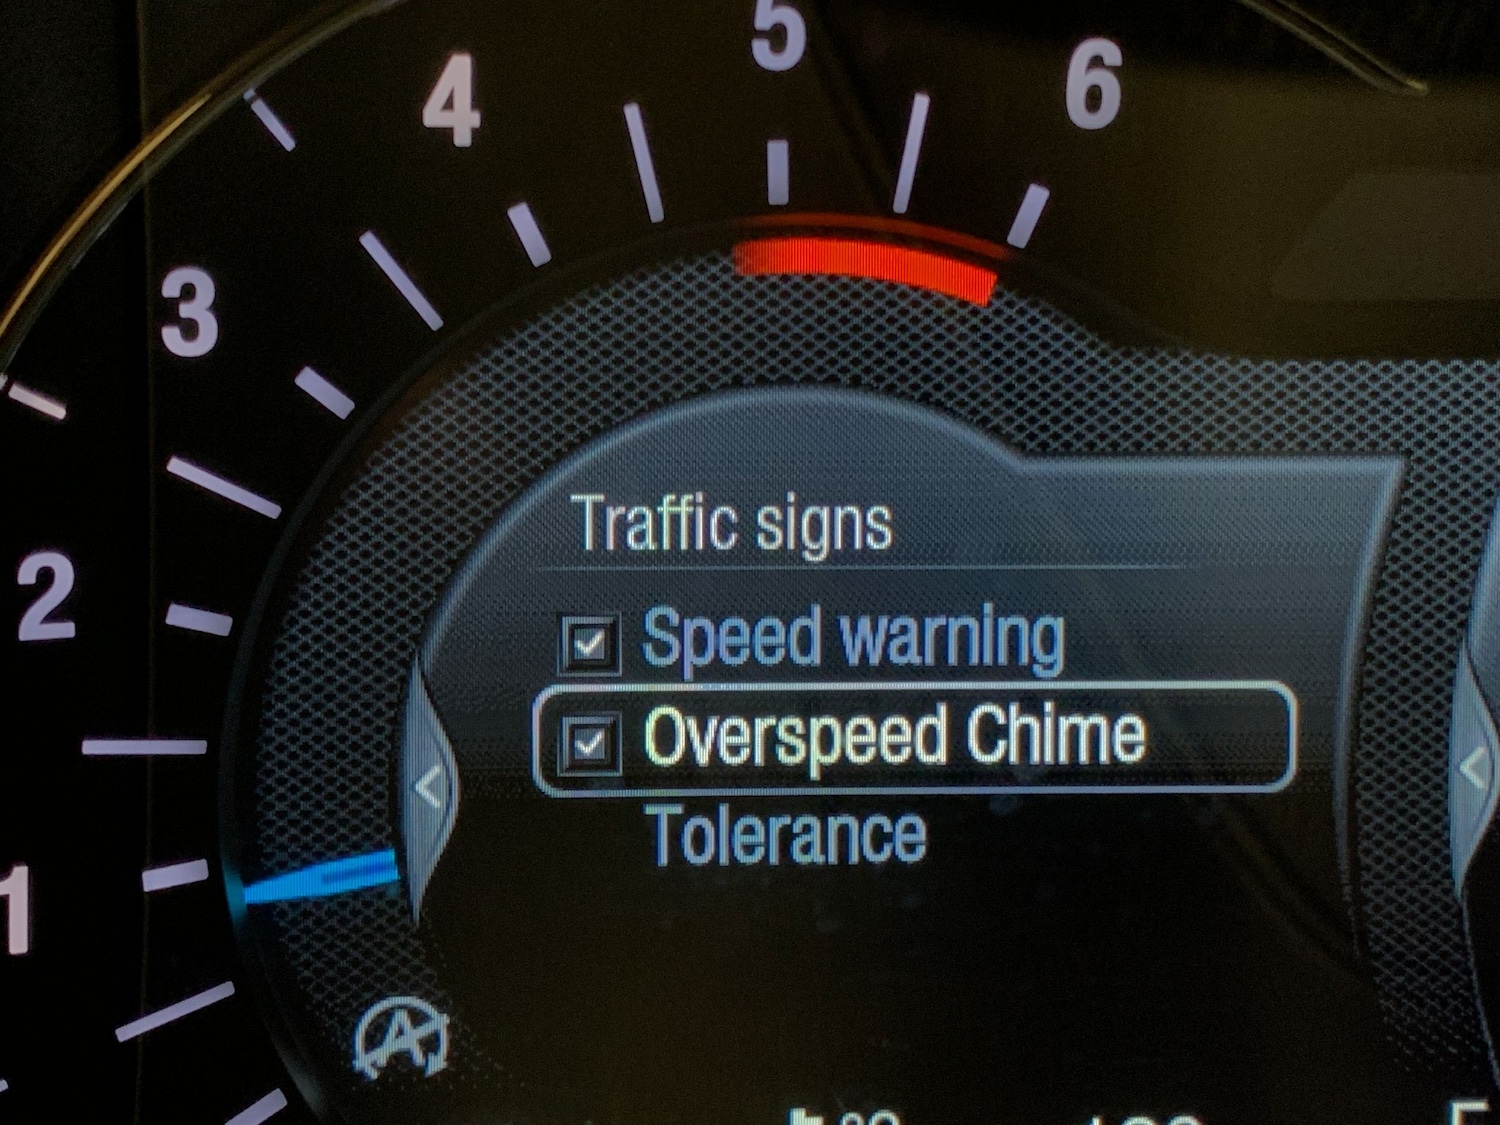 5
4
6
3
2
1
Traffic signs
Speed warning
Overspeed Chime
Tolerance
A